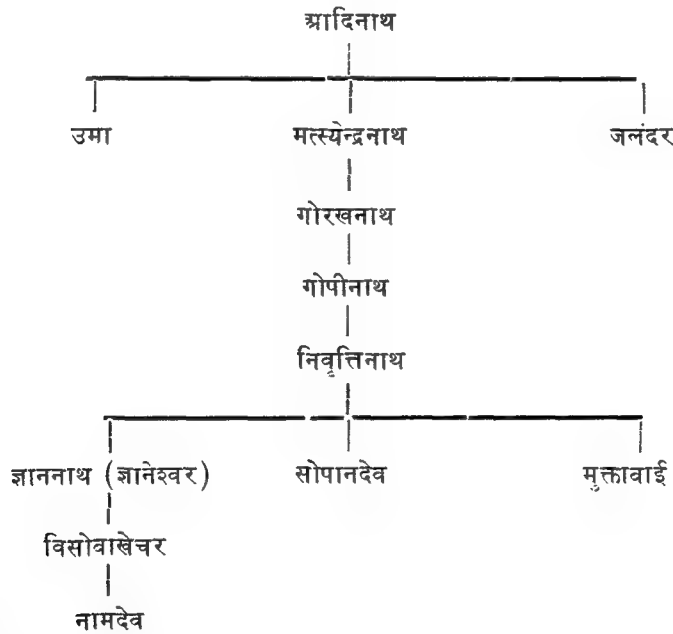 आदिनाथ
उमा मत्स्येन्द्रनाथ जलंदर
गोरखनाथ
गोपीनाथ
निवृत्तिनाथ
ज्ञाननाथ (ज्ञानेश्वर) सोपानदेव मुक्तावाई
विसोवाखेचर
नामदेव